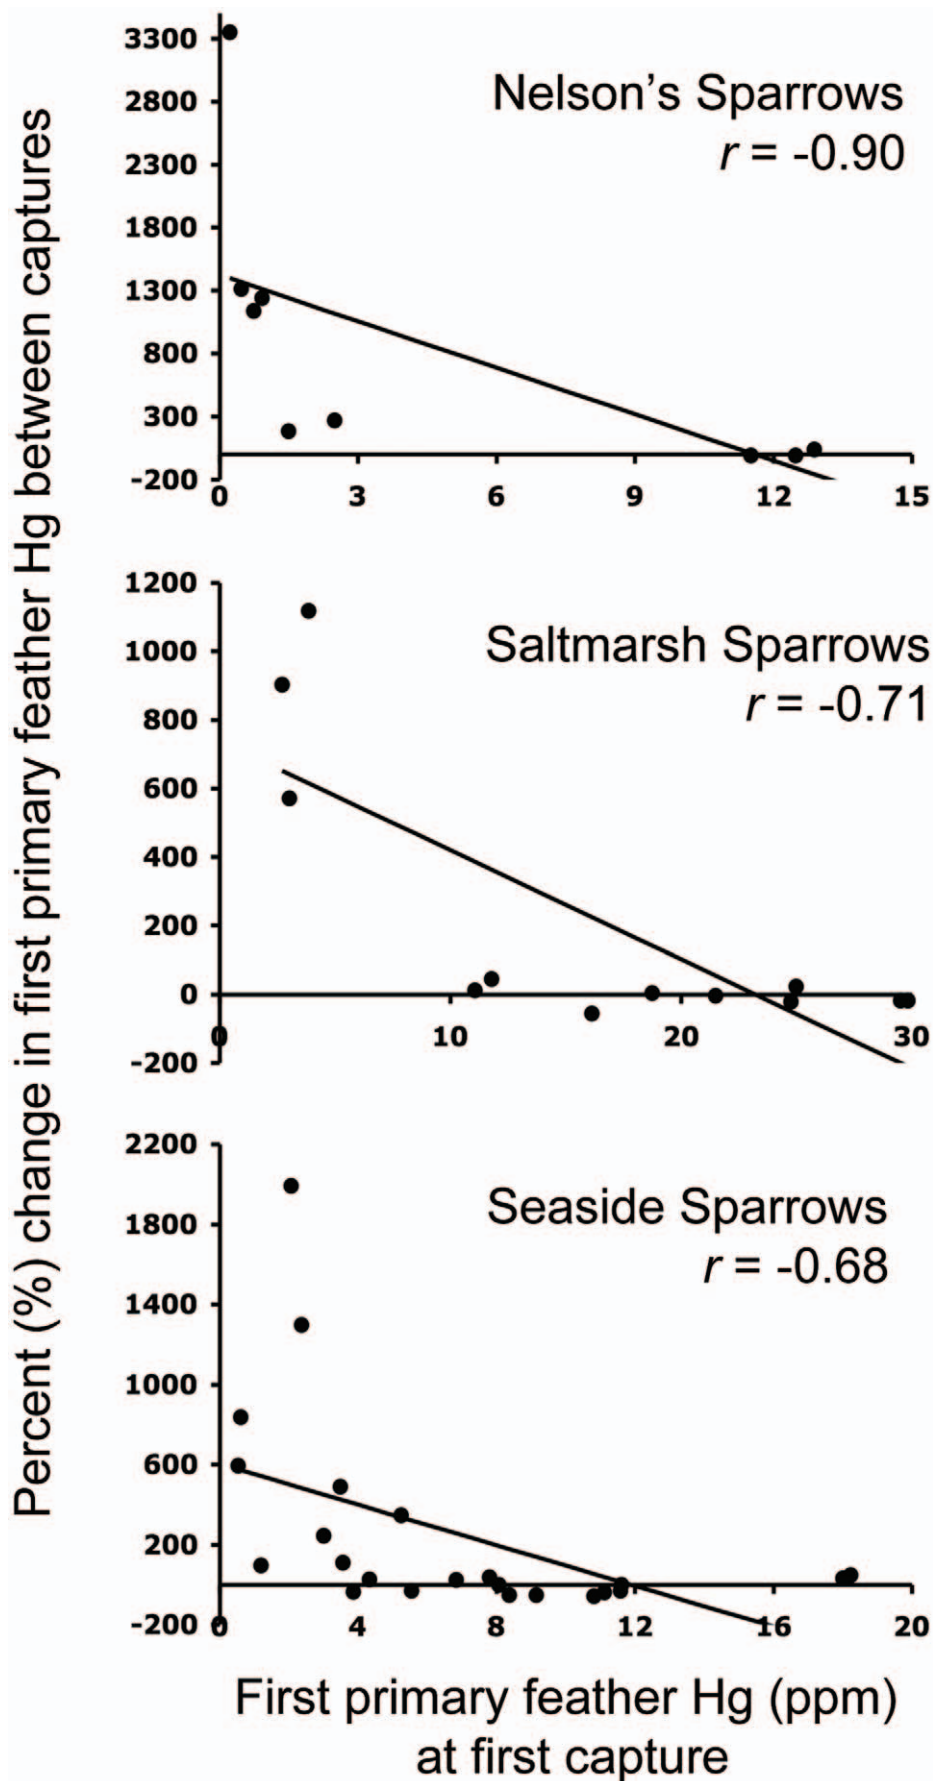 Percent (%) change in first primary feather Hg between captures
3300
2800
2300
1800
1300
800
300
-200
Nelson's Sparrows
r = -0.90
0 3 6 9 12 15
1200
1000
800
600
400
200
0
-200
Saltmarsh Sparrows
r = -0.71
0 10 20 30
2200
1800
1400
1000
600
200
-200
Seaside Sparrows
r = -0.68
0 4 8 12 16 20
First primary feather Hg (ppm)
at first capture